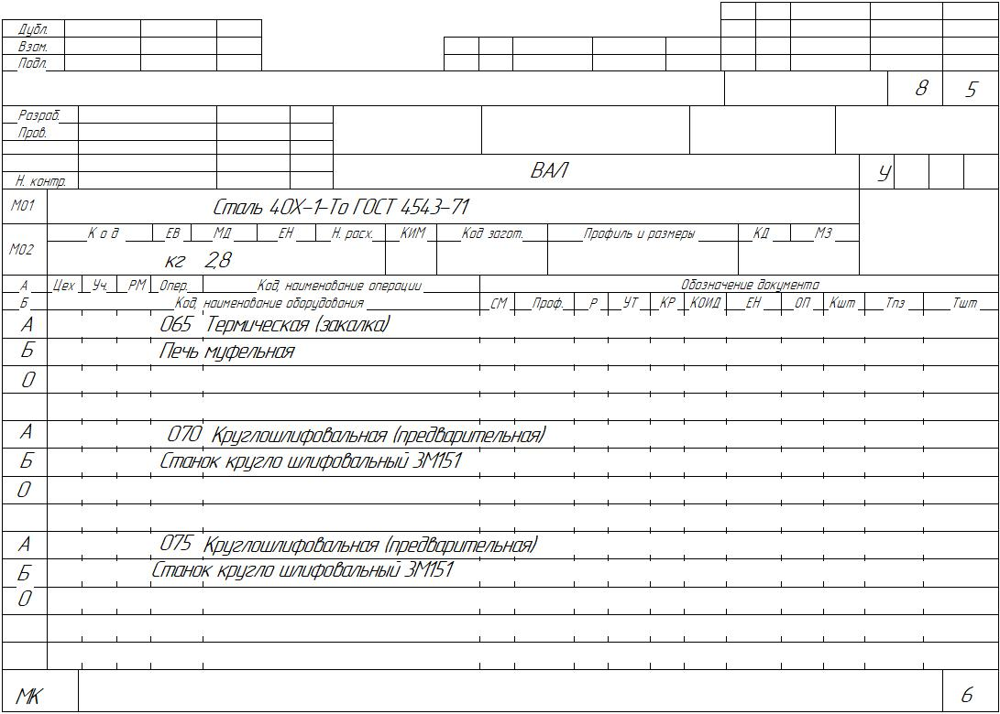 Дубл.
Взам.
Подл.
8 5
Разраб.
Пров.
Н. контр.
ВАЛ У
М01 Сталь 40Х-1-То ГОСТ 4543-71
М02 К о д ЕВ МД ЕН Н. расх. КИМ Код загот. Профиль и размеры КД МЗ
кг 2,8
А Цех Уч. РМ Опер. Код, наименование операции Обозначение документа
Б Код, наименование оборудования СМ Проф. Р УТ КР КОИД ЕН ОП Кшт Тпз Тшт
А 065 Термическая (закалка)
Б Печь муфельная
О
А 070 Круглошлифовальная (предварительная)
Б Станок кругло шлифовальный 3М151
О
А 075 Круглошлифовальная (предварительная)
Б Станок кругло шлифовальный 3М151
О
МК 6